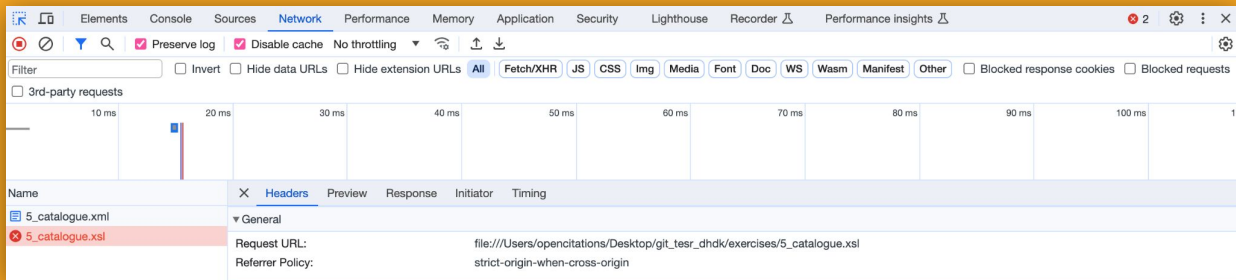 Elements Console Sources Network Performance Memory Application Security Lighthouse Recorder Performance insights 2
Preserve log Disable cache No throttling
Filter Invert Hide data URLs Hide extension URLs All Fetch/XHR JS CSS Img Media Font Doc WS Wasm Manifest Other Blocked response cookies Blocked requests
3rd-party requests
10 ms 20 ms 30 ms 40 ms 50 ms 60 ms 70 ms 80 ms 90 ms 100 ms 1
Name Headers Preview Response Initiator Timing
5_catalogue.xml General
5_catalogue.xsl Request URL: file:///Users/opencitations/Desktop/git_tesr_dhdk/exercises/5_catalogue.xsl
Referrer Policy: strict-origin-when-cross-origin